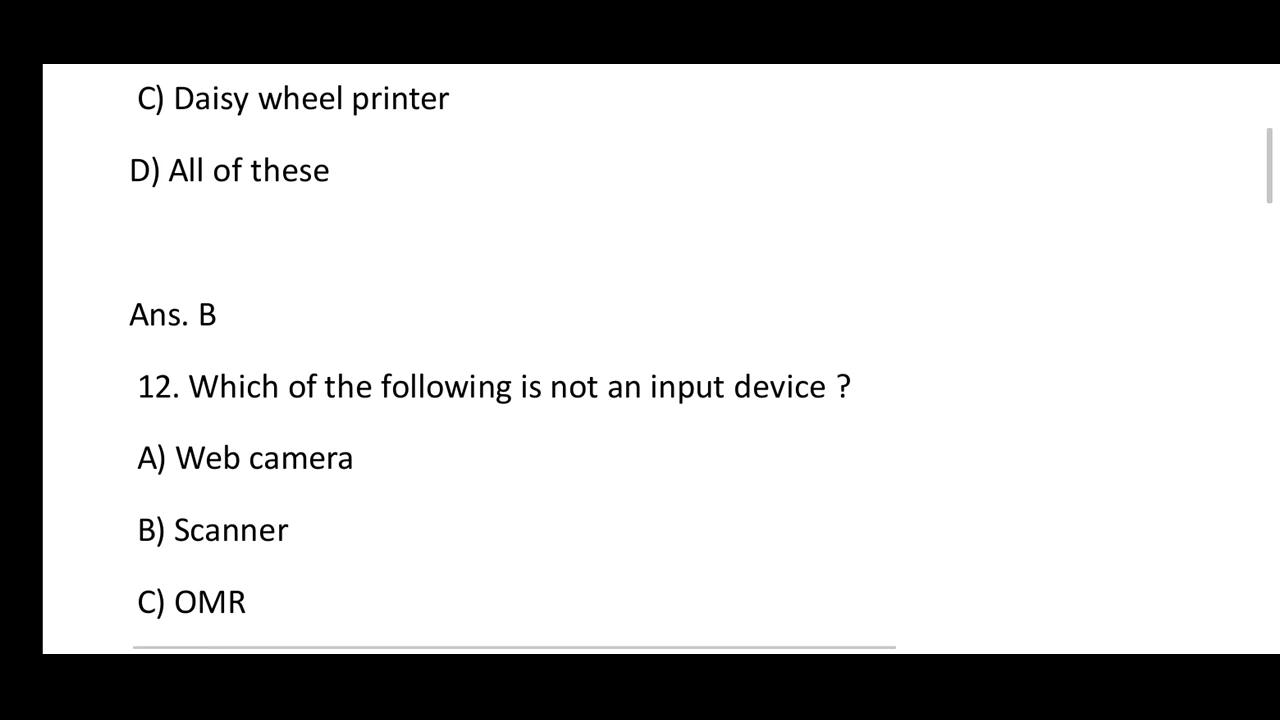 C) Daisy wheel printer
D) All of these
Ans. B
12. Which of the following is not an input device ?
A) Web camera
B) Scanner
C) OMR